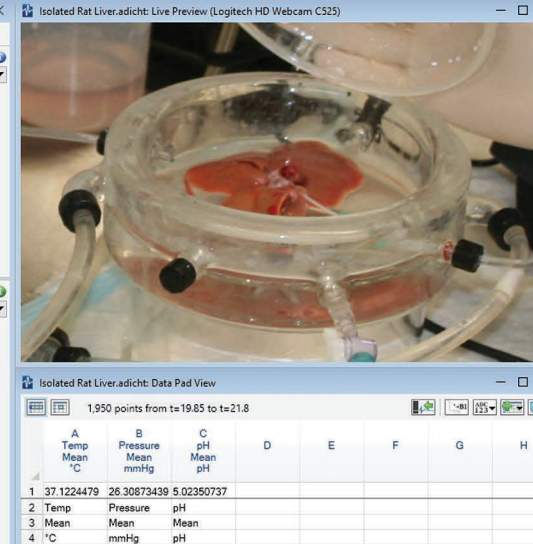 Isolated Rat Liver.adicht: Live Preview (Logitech HD Webcam C525)
Isolated Rat Liver.adicht: Data Pad View
1,950 points from t=19.85 to t=21.8
A B C D E F G H
Temp Pressure pH
Mean Mean Mean
°C mmHg pH
1 37.1224479 26.30873439 5.02350737
2 Temp Pressure pH
3 Mean Mean Mean
4 °C mmHg pH